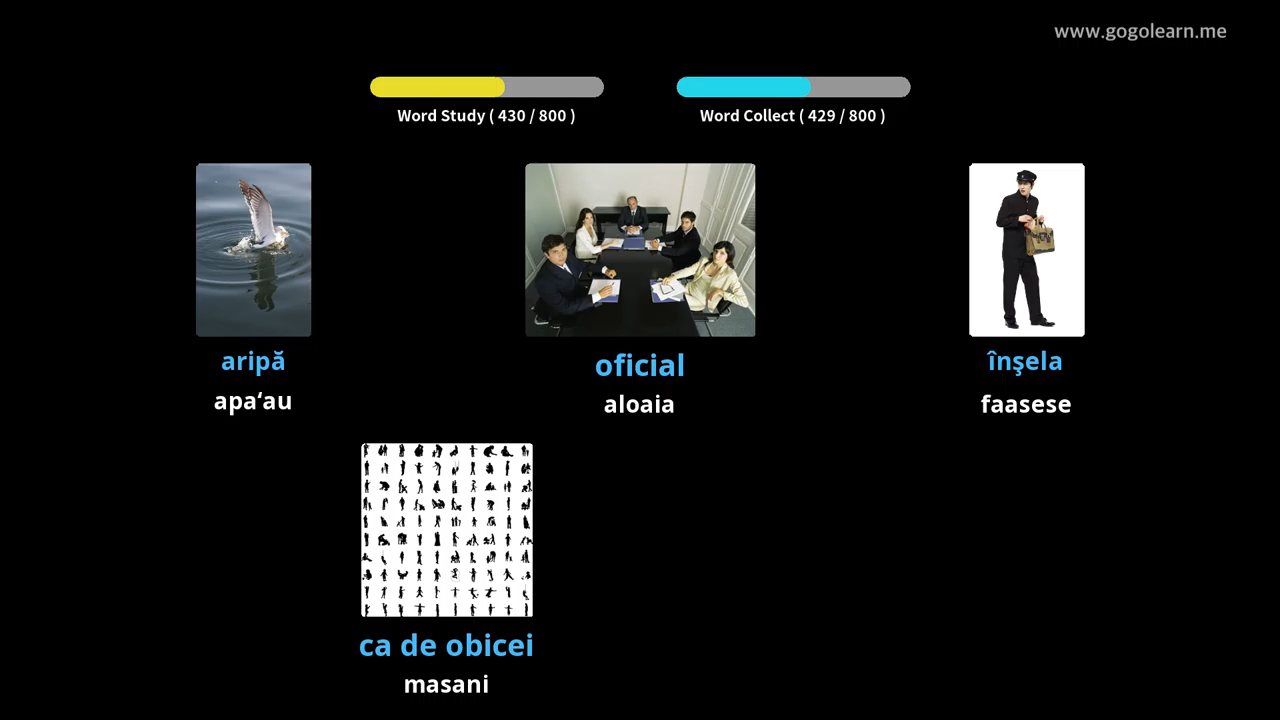 www.gogolearn.me
Word Study ( 430 / 800 )
Word Collect ( 429 / 800 )
aripă
apa‘au
oficial
aloaia
înşela
faasese
ca de obicei
masani